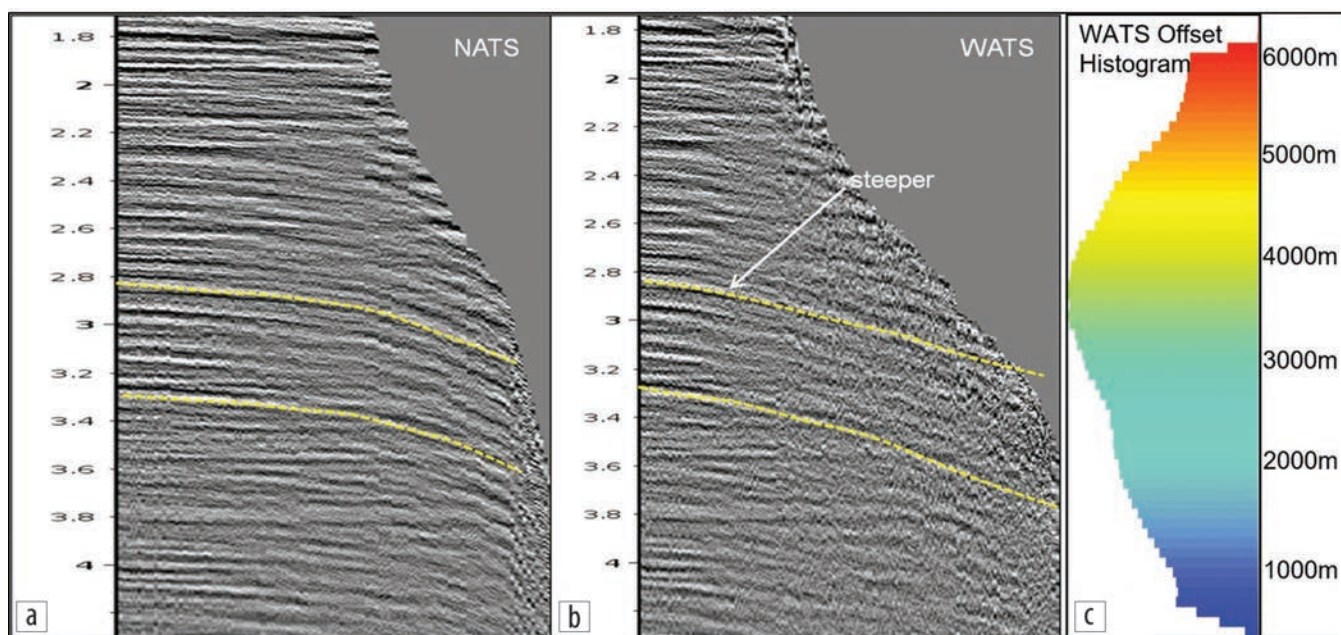 NATS
1.8
2
2.2
2.4
2.6
2.8
3
3.2
3.4
3.6
3.8
4
a
WATS
1.8
2
2.2
2.4
2.6
2.8
3
3.2
3.4
3.6
3.8
4
steeper
b
WATS Offset
Histogram
6000m
5000m
4000m
3000m
2000m
1000m
c